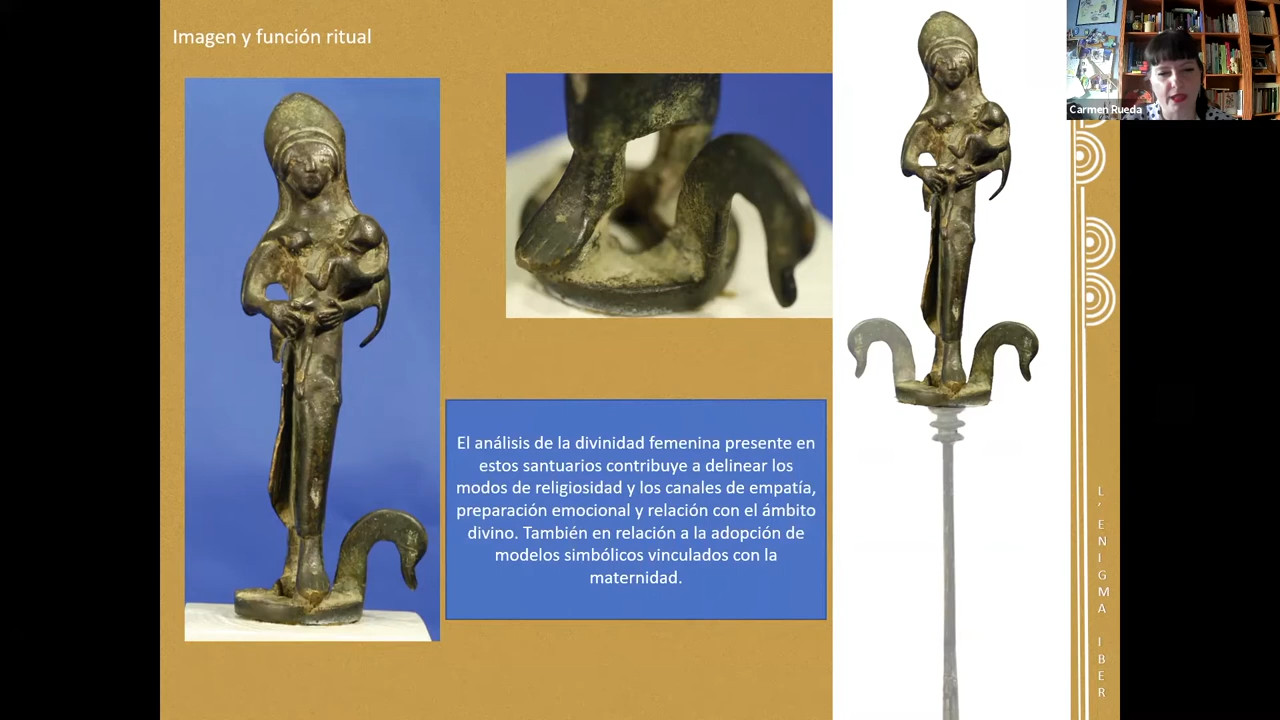 Imagen y función ritual
Carmen Rueda
El análisis de la divinidad femenina presente en
estos santuarios contribuye a delinear los
modos de religiosidad y los canales de empatía,
preparación emocional y relación con el ámbito
divino. También en relación a la adopción de
modelos simbólicos vinculados con la
maternidad.
L'ENIGMA IBER